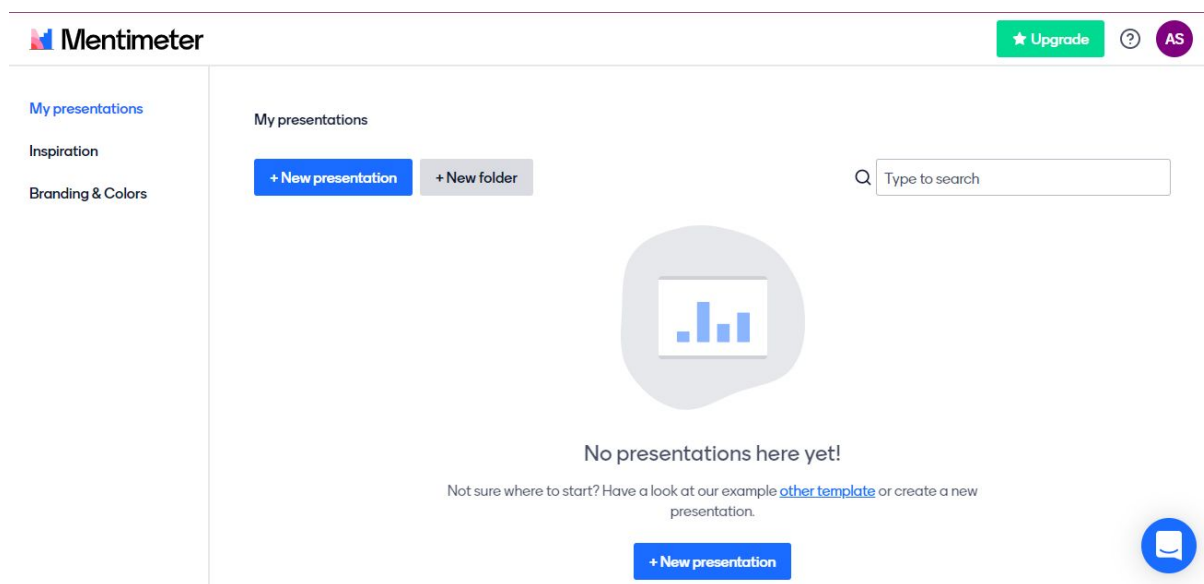 Mentimeter
Upgrade
?
AS
My presentations
Inspiration
Branding & Colors
My presentations
+ New presentation
+ New folder
Type to search
No presentations here yet!
Not sure where to start? Have a look at our example other template or create a new
presentation.
+ New presentation